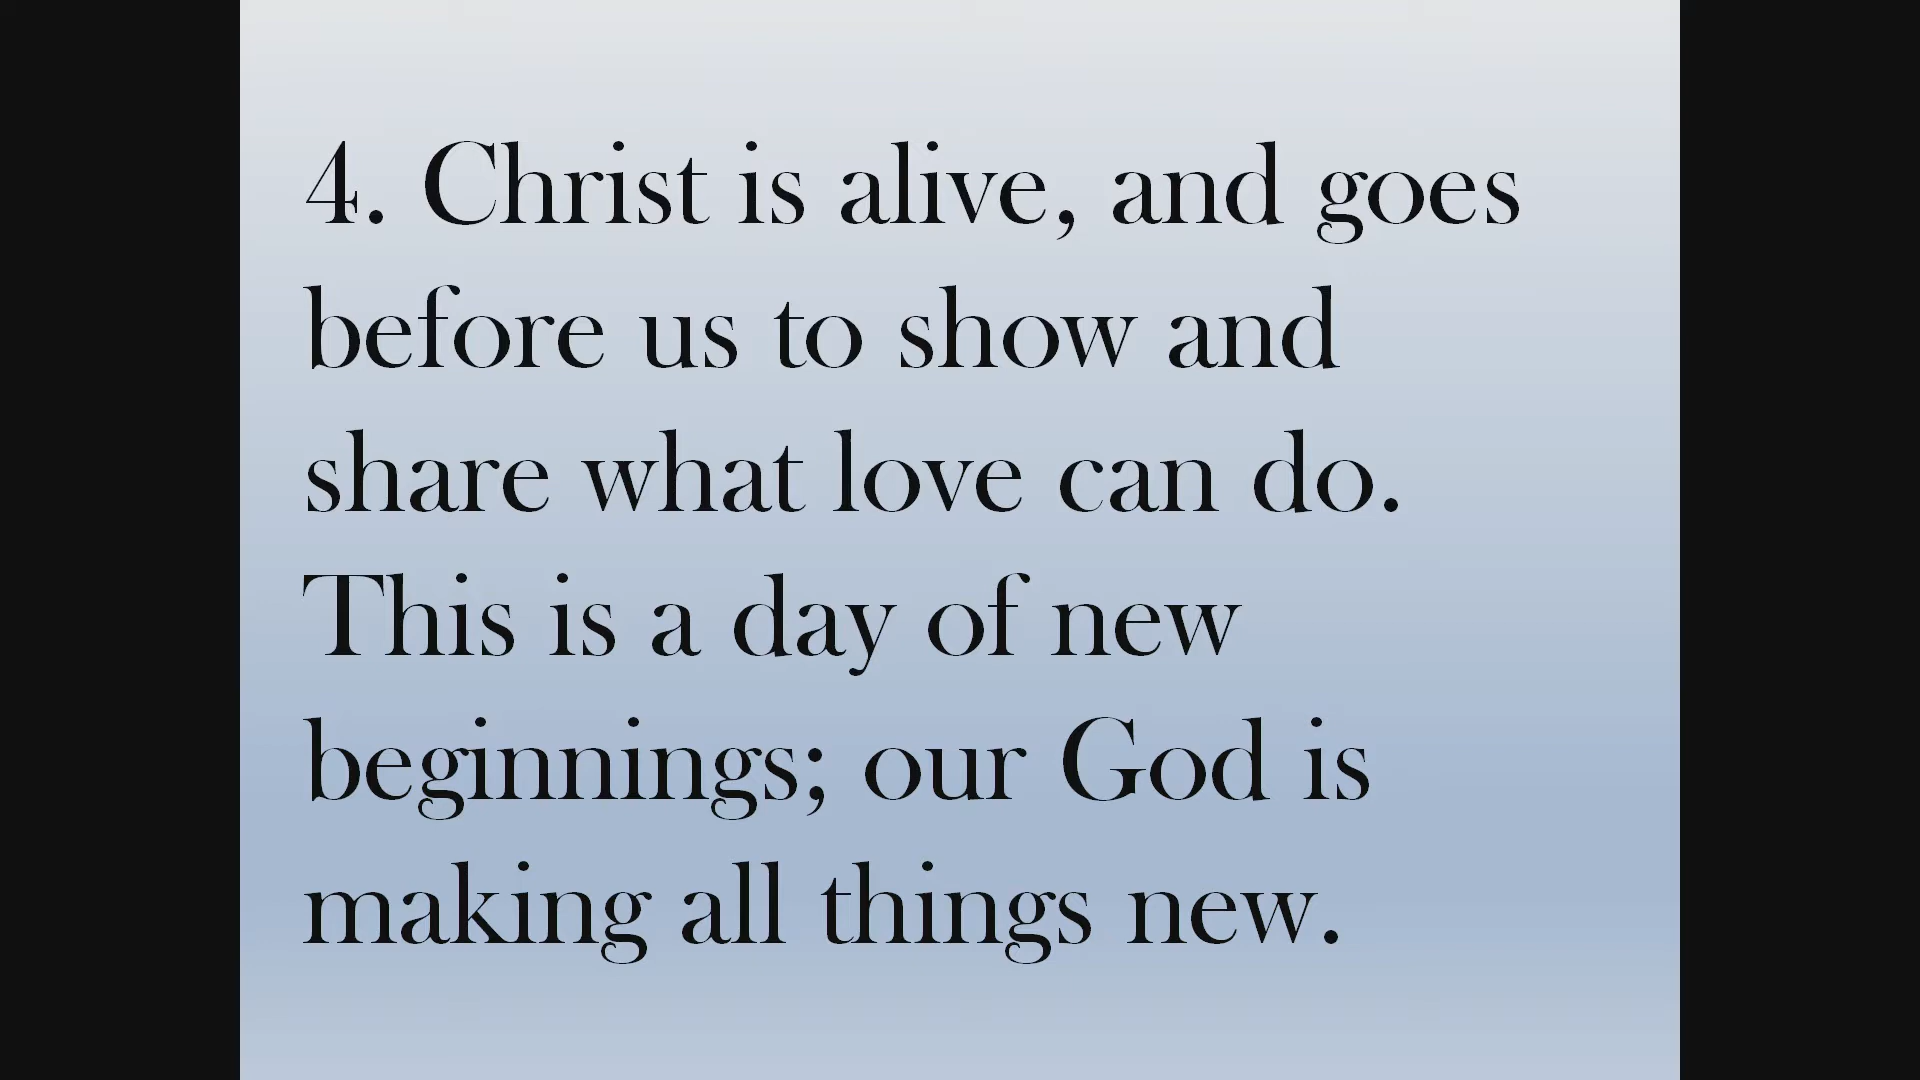 4. Christ is alive, and goes
before us to show and
share what love can do.
This is a day of new
beginnings; our God is
making all things new.